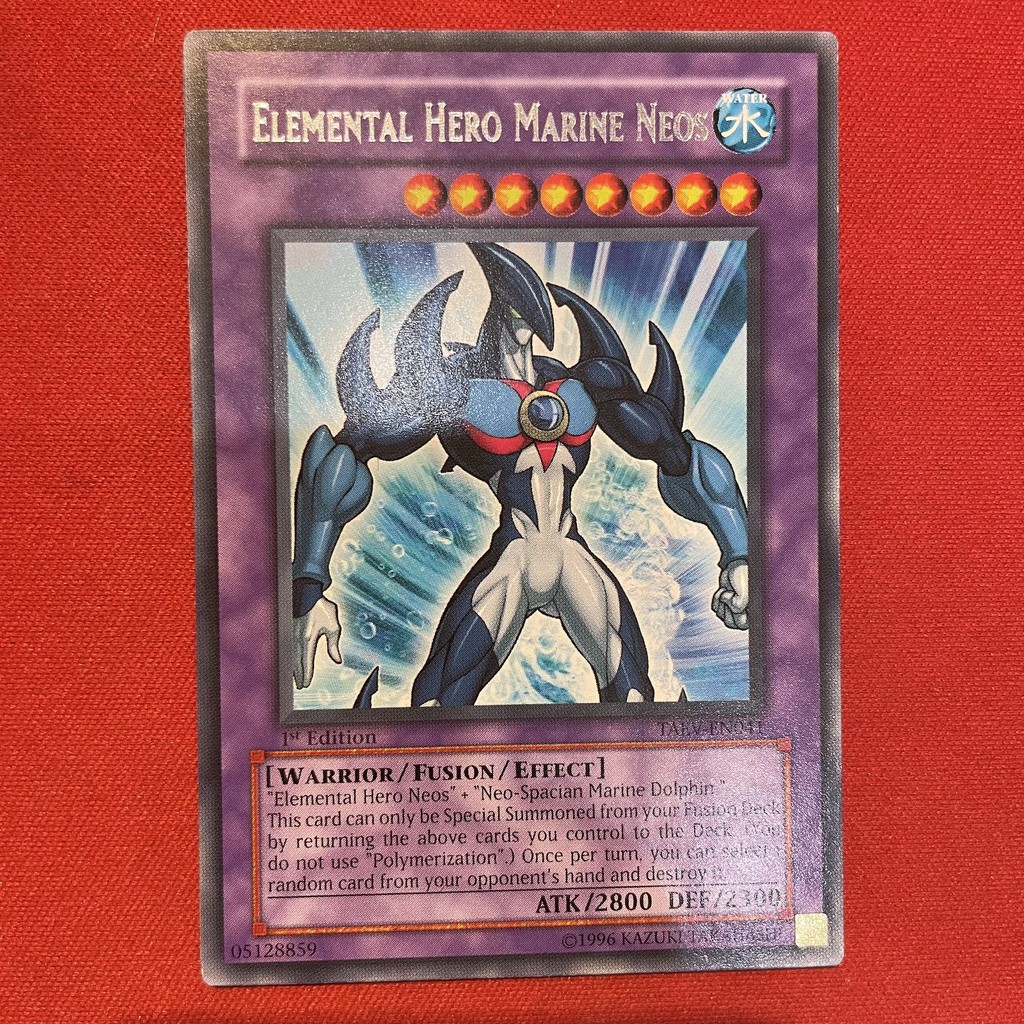 Elemental Hero Marine Neos
WATER
水
1st Edition
TAEV-EN041
[Warrior/Fusion/Effect]
"Elemental Hero Neos" + "Neo-Spacian Marine Dolphin"
This card can only be Special Summoned from your Fusion Deck
by returning the above cards you control to the Deck. (You
do not use "Polymerization".) Once per turn, you can select 1
random card from your opponent's hand and destroy it.
ATK/2800 DEF/2300
05128859
©1996 KAZUKI TAKAHASHI